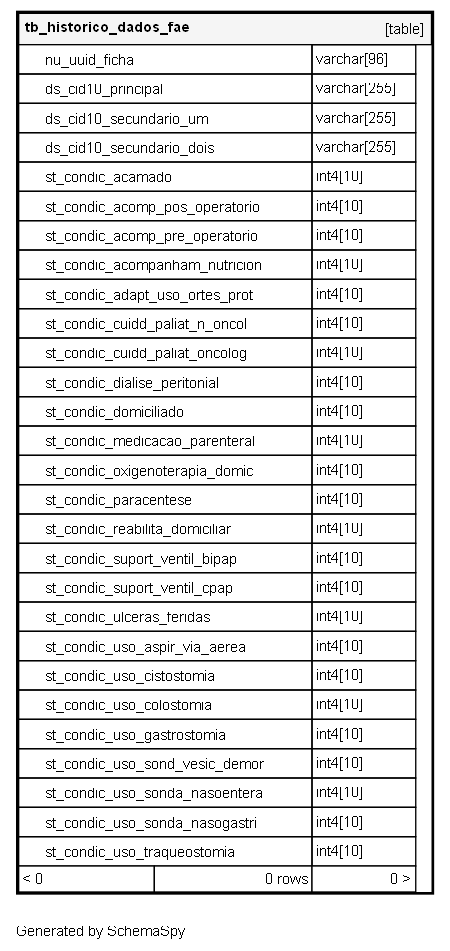 tb_historico_dados_fae [table]
nu_uuid_ficha varchar[96]
ds_cid10_principal varchar[255]
ds_cid10_secundario_um varchar[255]
ds_cid10_secundario_dois varchar[255]
st_condic_acamado int4[10]
st_condic_acomp_pos_operatorio int4[10]
st_condic_acomp_pre_operatorio int4[10]
st_condic_acompanham_nutricion int4[10]
st_condic_adapt_uso_ortes_prot int4[10]
st_condic_cuidd_paliat_n_oncol int4[10]
st_condic_cuidd_paliat_oncolog int4[10]
st_condic_dialise_peritonial int4[10]
st_condic_domiciliado int4[10]
st_condic_medicacao_parenteral int4[10]
st_condic_oxigenoterapia_domic int4[10]
st_condic_paracentese int4[10]
st_condic_reabilita_domiciliar int4[10]
st_condic_suport_ventil_bipap int4[10]
st_condic_suport_ventil_cpap int4[10]
st_condic_ulceras_feridas int4[10]
st_condic_uso_aspir_via_aerea int4[10]
st_condic_uso_cistostomia int4[10]
st_condic_uso_colostomia int4[10]
st_condic_uso_gastrostomia int4[10]
st_condic_uso_sond_vesic_demor int4[10]
st_condic_uso_sonda_nasoentera int4[10]
st_condic_uso_sonda_nasogastri int4[10]
st_condic_uso_traqueostomia int4[10]
< 0 0 rows 0 >
Generated by SchemaSpy